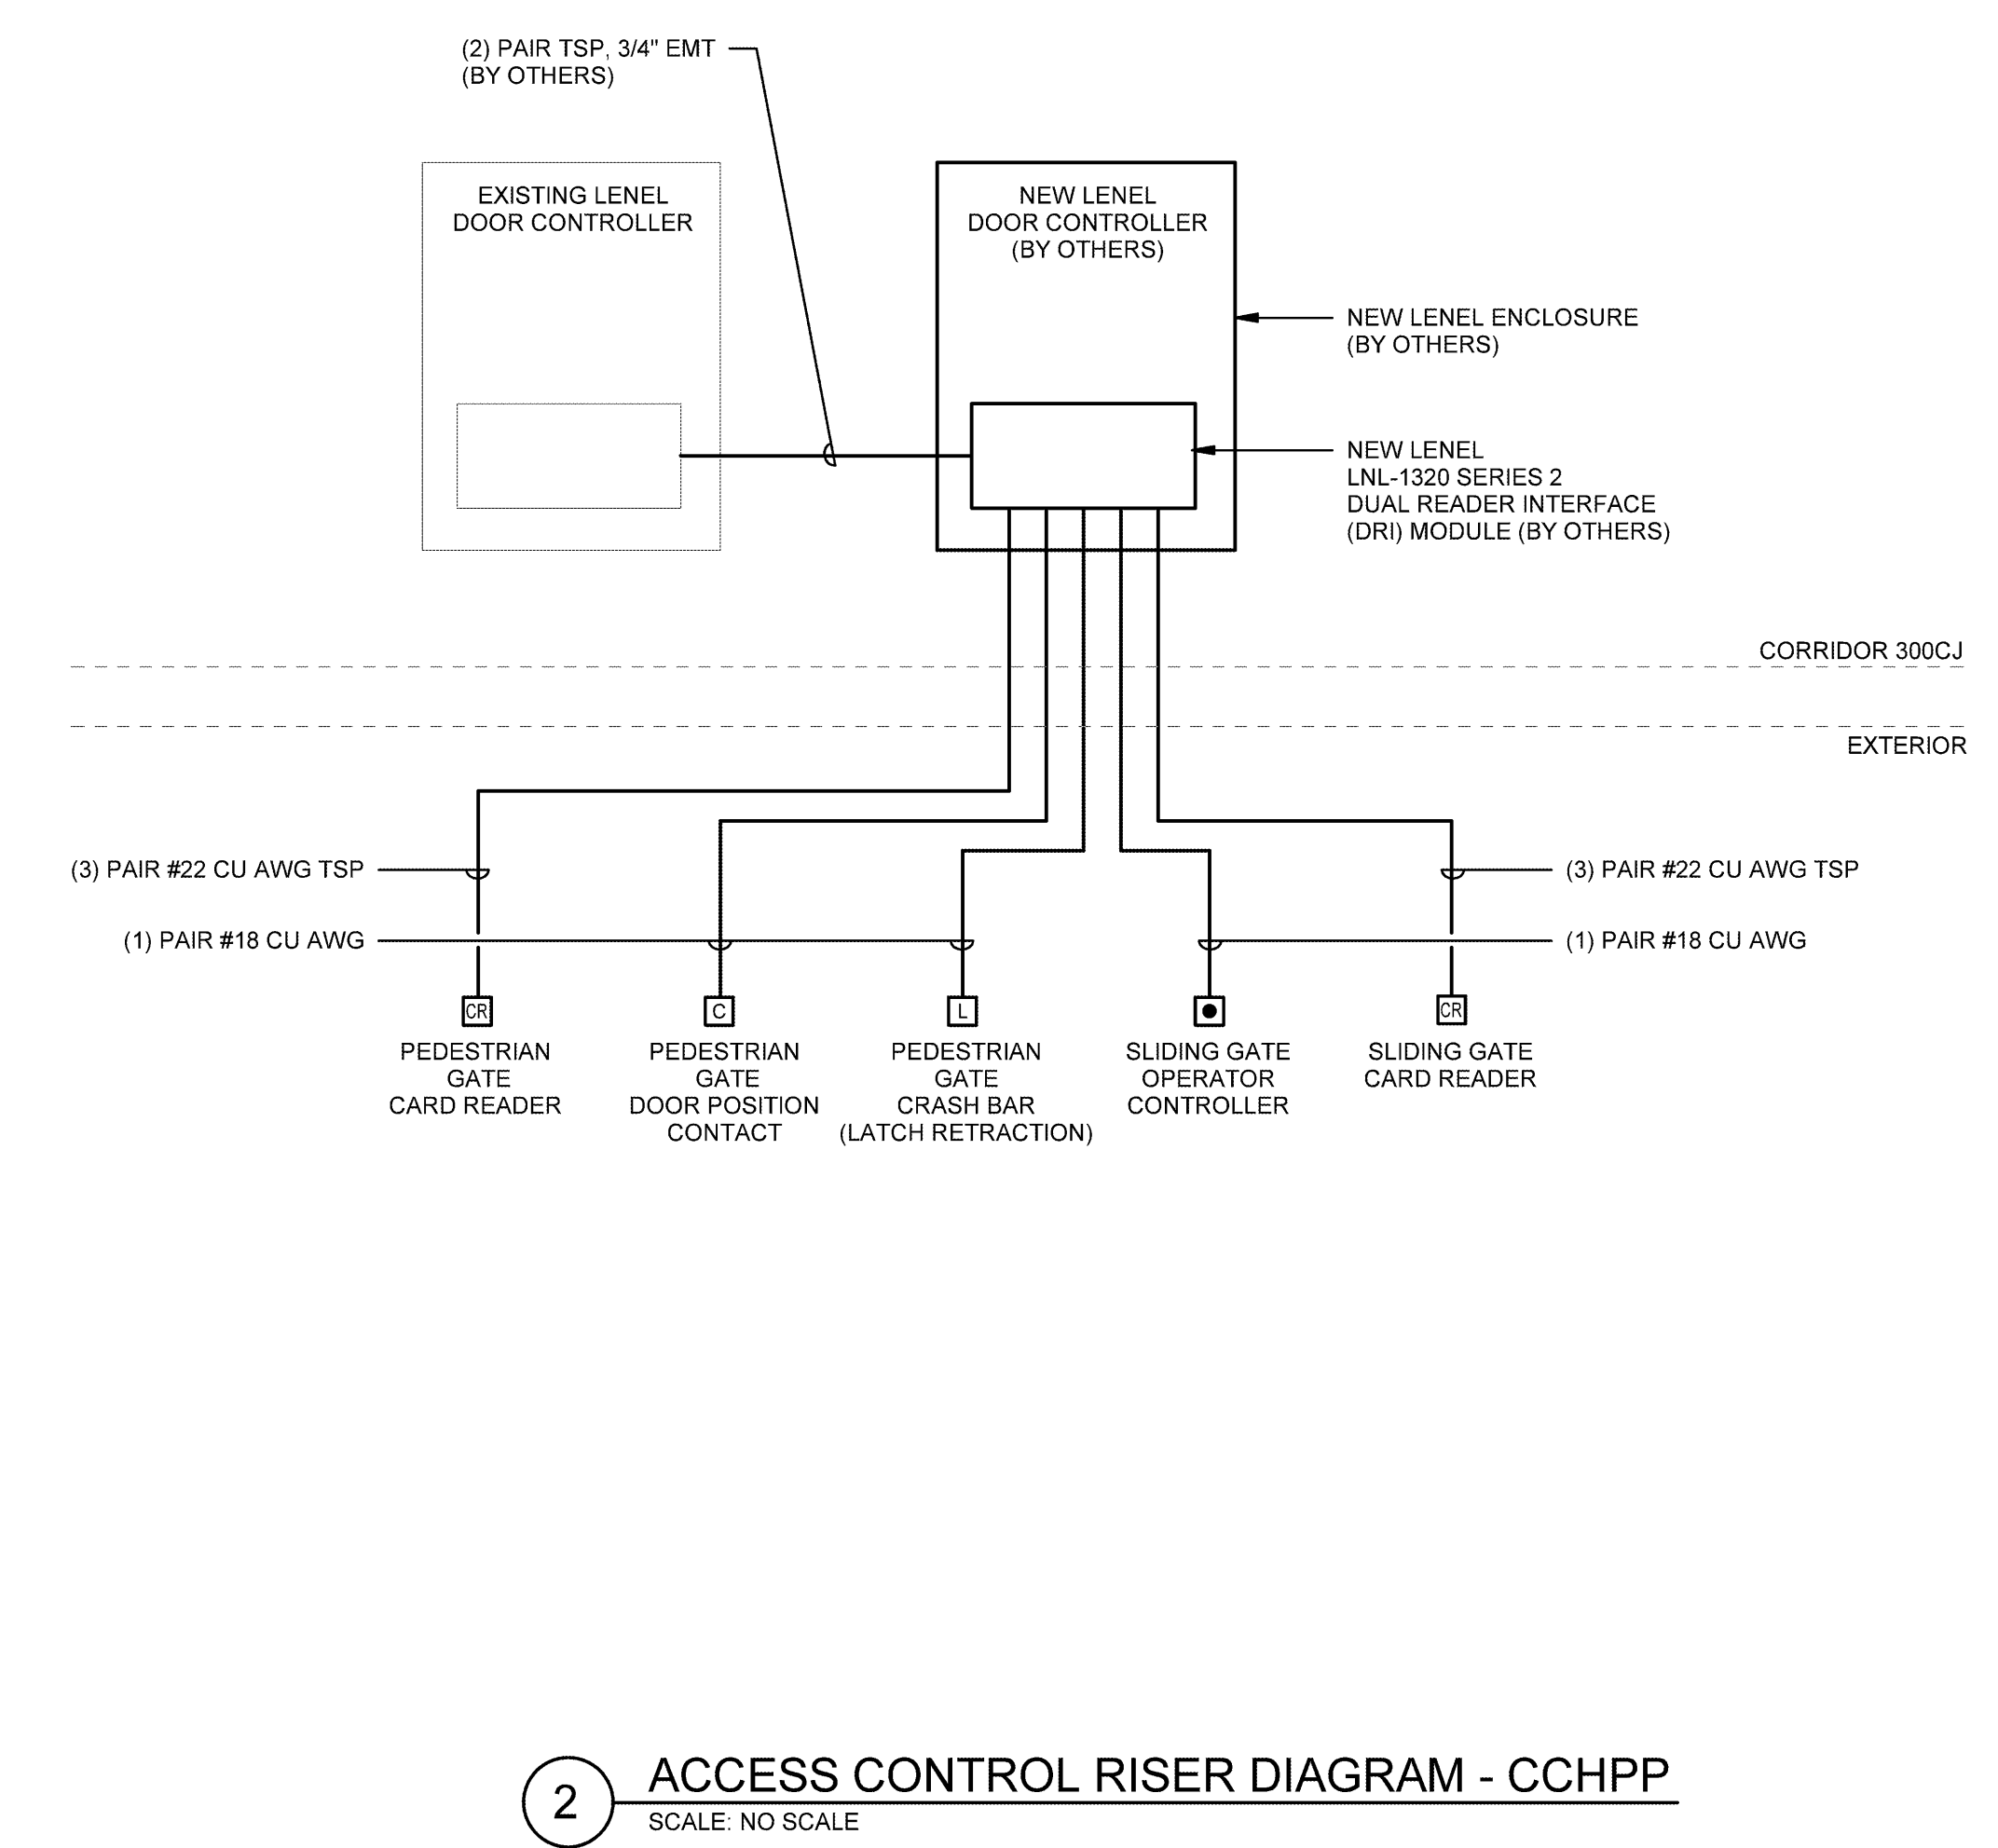 (2) PAIR TSP, 3/4" EMT
(BY OTHERS)
EXISTING LENEL
DOOR CONTROLLER
NEW LENEL
DOOR CONTROLLER
(BY OTHERS)
NEW LENEL ENCLOSURE
(BY OTHERS)
NEW LENEL
LNL-1320 SERIES 2
DUAL READER INTERFACE
(DRI) MODULE (BY OTHERS)
CORRIDOR 300CJ
EXTERIOR
(3) PAIR #22 CU AWG TSP
(3) PAIR #22 CU AWG TSP
(1) PAIR #18 CU AWG
(1) PAIR #18 CU AWG
CR
C
L
CR
PEDESTRIAN
GATE
CARD READER
PEDESTRIAN
GATE
DOOR POSITION
CONTACT
PEDESTRIAN
GATE
CRASH BAR
(LATCH RETRACTION)
SLIDING GATE
OPERATOR
CONTROLLER
SLIDING GATE
CARD READER
2
ACCESS CONTROL RISER DIAGRAM - CCHPP
SCALE: NO SCALE